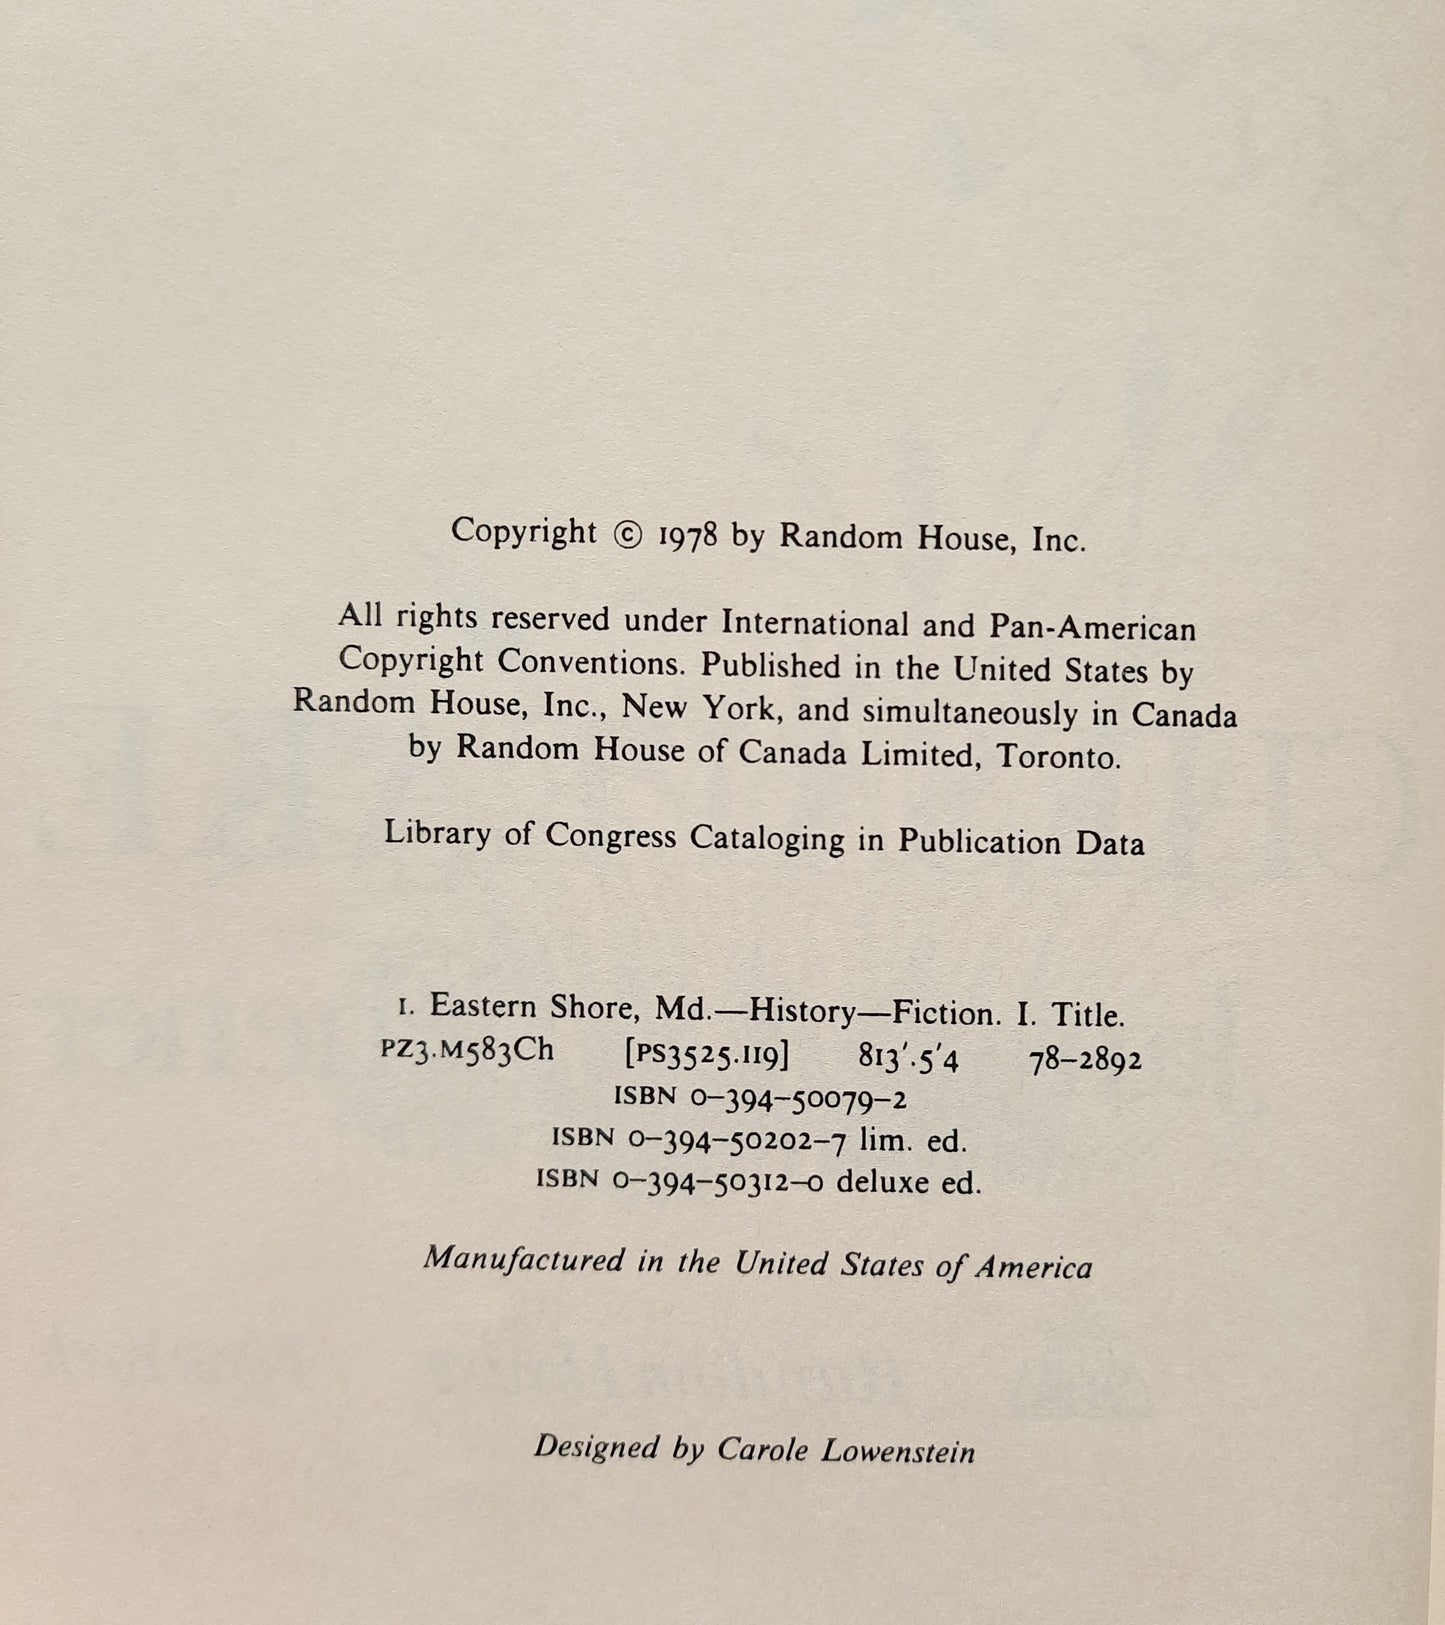 Copyright © 1978 by Random House, Inc.
All rights reserved under International and Pan-American
Copyright Conventions. Published in the United States by
Random House, Inc., New York, and simultaneously in Canada
by Random House of Canada Limited, Toronto.
Library of Congress Cataloging in Publication Data
1. Eastern Shore, Md.—History—Fiction. I. Title.
PZ3.M583Ch [PS3525.I19] 813'.5'4 78–2892
ISBN 0–394–50079–2
ISBN 0–394–50202–7 lim. ed.
ISBN 0–394–50312–0 deluxe ed.
Manufactured in the United States of America
Designed by Carole Lowenstein